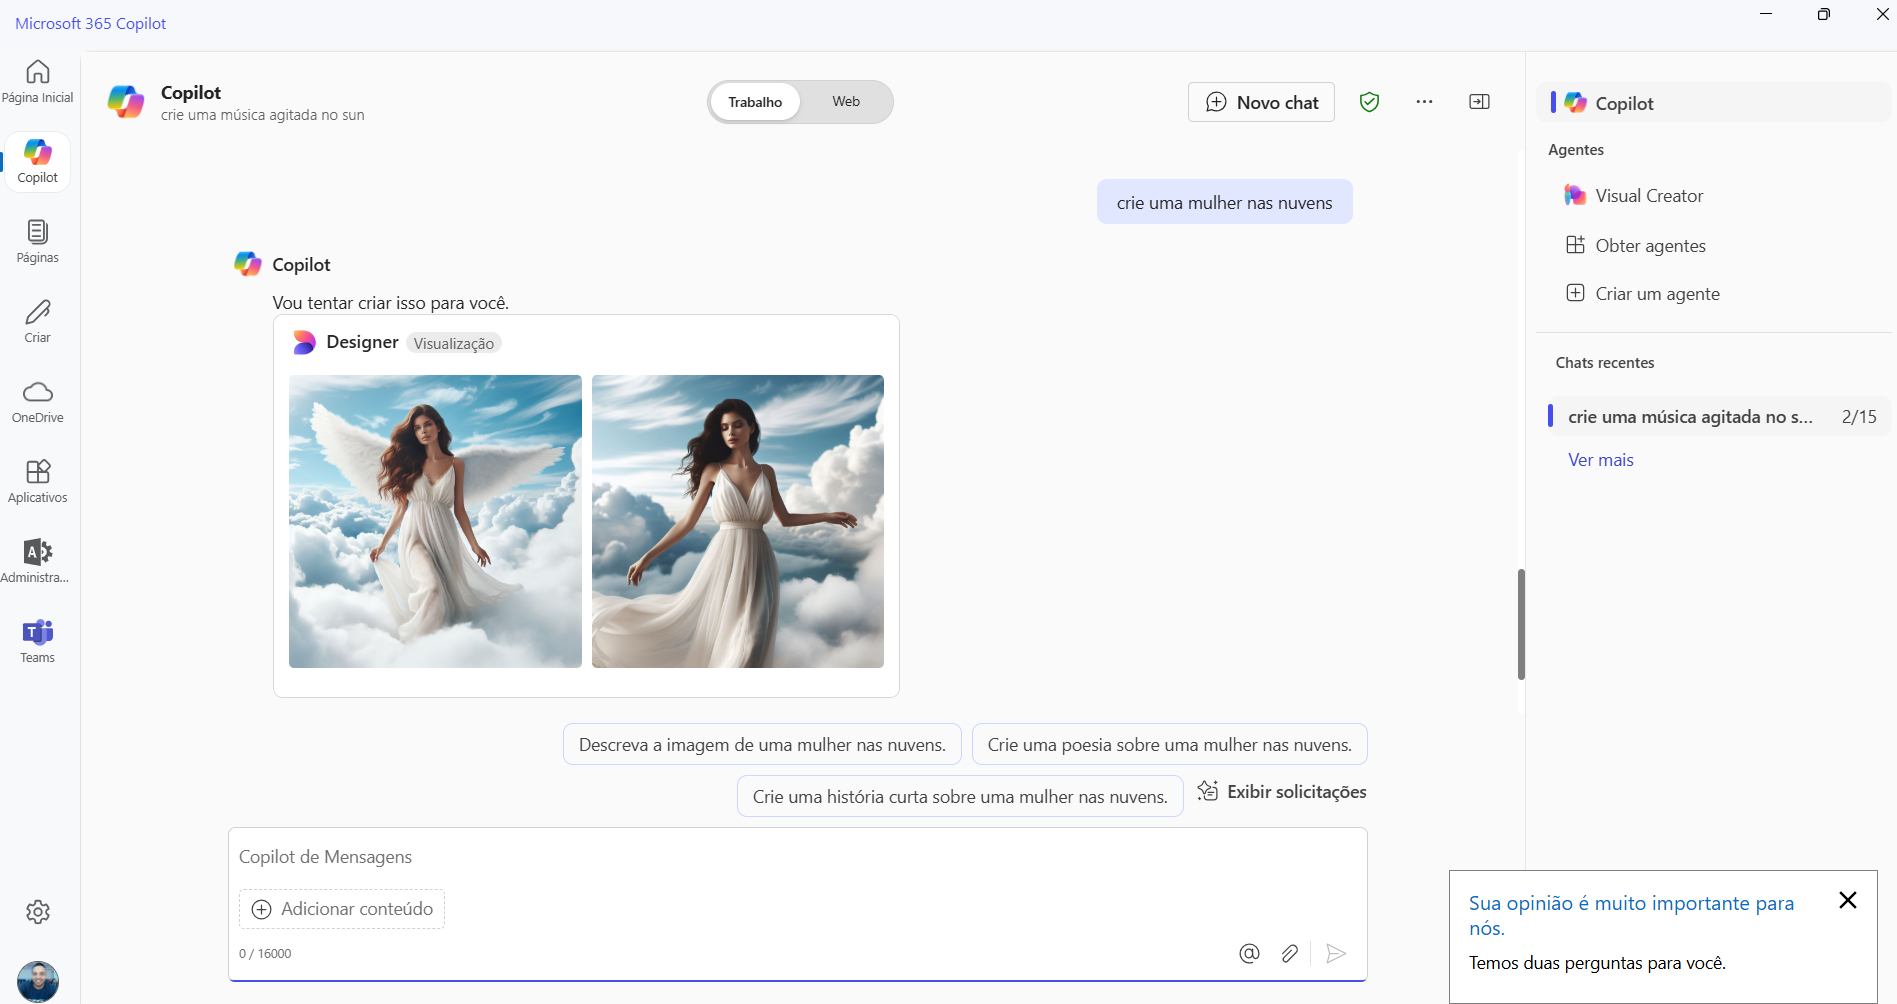 Microsoft 365 Copilot
Página Inicial
Copilot
Páginas
Criar
OneDrive
Aplicativos
Administra...
Teams
Copilot
crie uma música agitada no sun
Trabalho
Web
Novo chat
crie uma mulher nas nuvens
Copilot
Vou tentar criar isso para você.
Designer Visualização
Descreva a imagem de uma mulher nas nuvens.
Crie uma poesia sobre uma mulher nas nuvens.
Crie uma história curta sobre uma mulher nas nuvens.
Exibir solicitações
Copilot de Mensagens
Adicionar conteúdo
0 / 16000
Copilot
Agentes
Visual Creator
Obter agentes
Criar um agente
Chats recentes
crie uma música agitada no s... 2/15
Ver mais
Sua opinião é muito importante para
nós.
Temos duas perguntas para você.